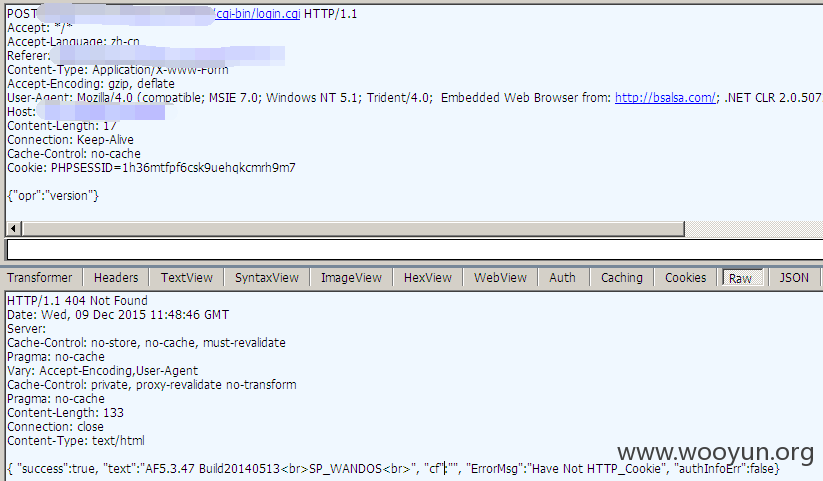 POST /cgi-bin/login.cgi HTTP/1.1
Accept: */*
Accept-Language: zh-cn
Referer:
Content-Type: Application/X-www-Form
Accept-Encoding: gzip, deflate
User-Agent: Mozilla/4.0 (compatible; MSIE 7.0; Windows NT 5.1; Trident/4.0;  Embedded Web Browser from: http://bsalsa.com/; .NET CLR 2.0.507
Host:
Content-Length: 17
Connection: Keep-Alive
Cache-Control: no-cache
Cookie: PHPSESSID=1h36mtfpf6csk9uehqkcmrh9m7
{"opr":"version"}
Transformer Headers TextView SyntaxView ImageView HexView WebView Auth Caching Cookies Raw JSON
HTTP/1.1 404 Not Found
Date: Wed, 09 Dec 2015 11:48:46 GMT
Server:
Cache-Control: no-store, no-cache, must-revalidate
Pragma: no-cache
Vary: Accept-Encoding,User-Agent
Cache-Control: private, proxy-revalidate no-transform
Pragma: no-cache
Content-Length: 133
Connection: close
Content-Type: text/html
{ "success":true, "text":"AF5.3.47 Build20140513<br>SP_WANDOS<br>", "cf":"", "ErrorMsg":"Have Not HTTP_Cookie", "authInfoErr":false}
www.wooyun.org